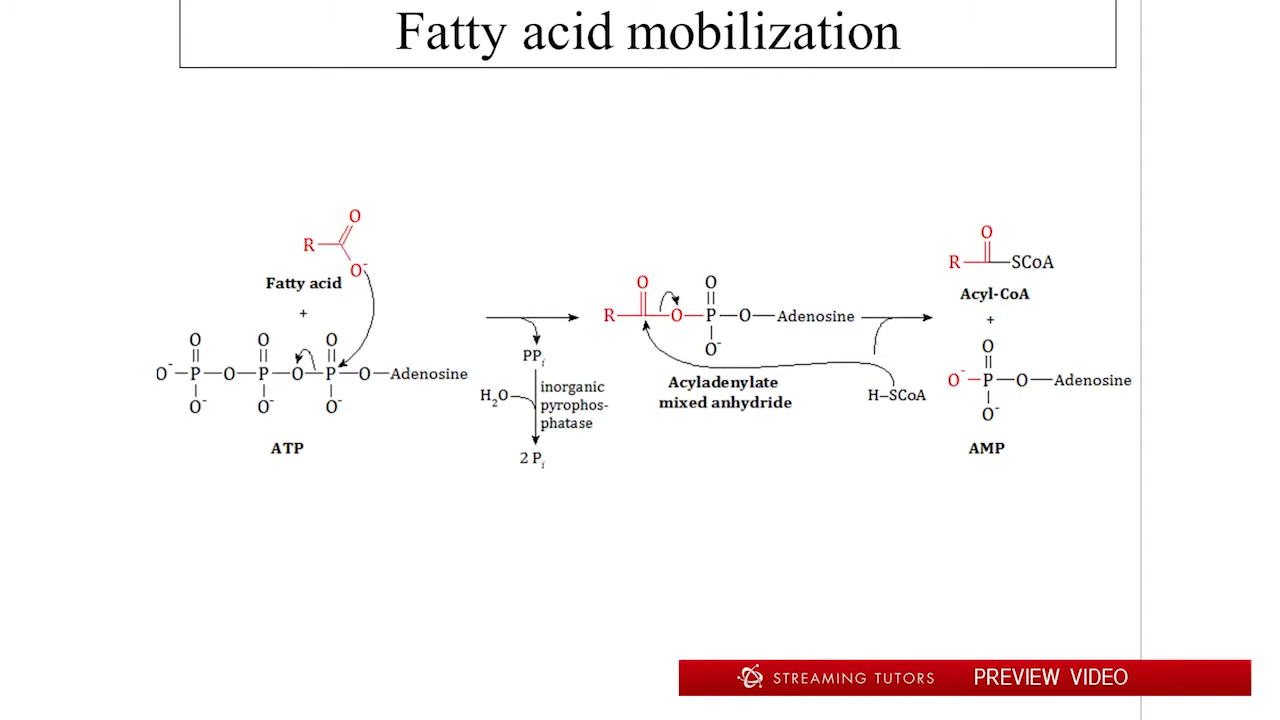 Fatty acid mobilization
O
R
O⁻
Fatty acid
+
O O O
O⁻ P O P O P O Adenosine
O⁻ O⁻ O⁻
ATP
PPi
H2O
inorganic
pyrophos-
phatase
2 Pi
O O
R O P O Adenosine
O⁻
Acyladenylate
mixed anhydride
H–SCoA
O
R SCoA
Acyl-CoA
+
O
O⁻ P O Adenosine
O⁻
AMP
STREAMING TUTORS PREVIEW VIDEO